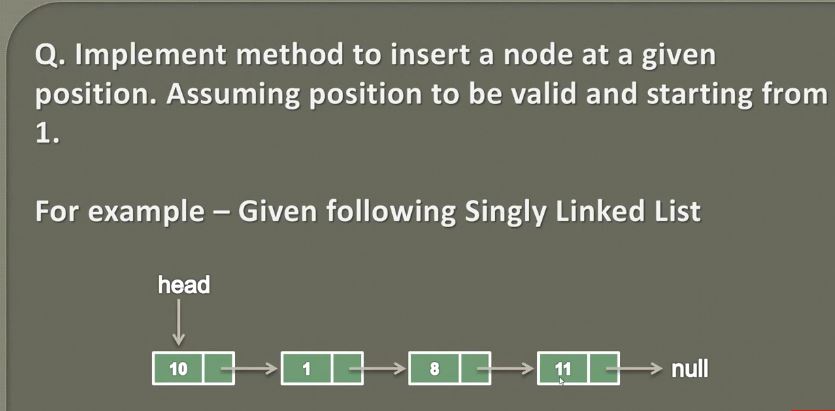 Q. Implement method to insert a node at a given
position. Assuming position to be valid and starting from
1.
For example – Given following Singly Linked List
head
10 1 8 11 null